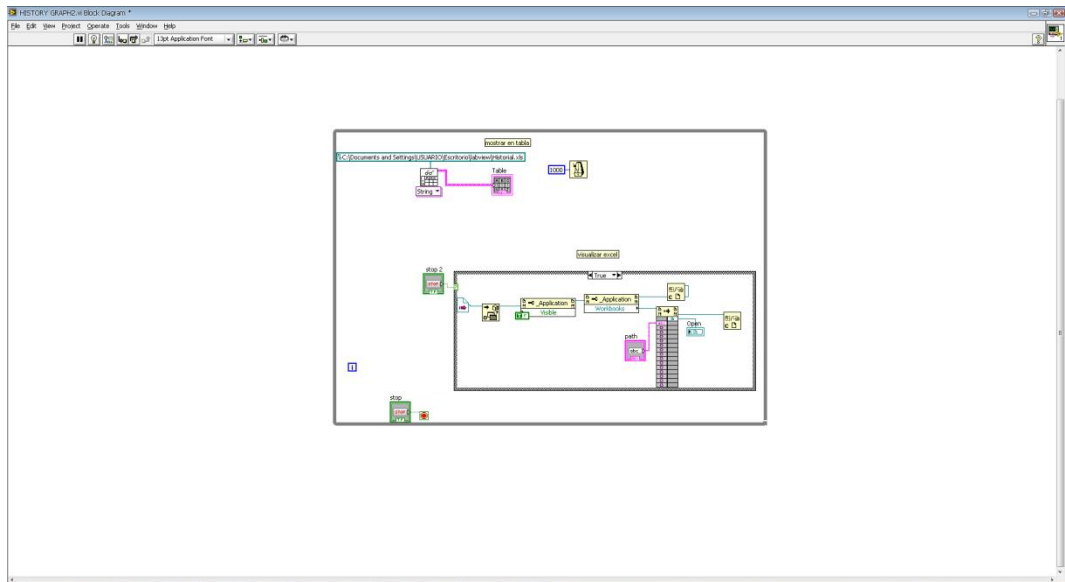 HISTORY GRAPH2.vi Block Diagram *
File Edit View Project Operate Tools Window Help
13pt Application Font
mostrar en tabla
C:\Documents and Settings\USUARIO\Escritorio\labview\Historial.xls
1000
Table
String
visualizar excel
stop 2
True
_Application
Visible
_Application
Workbooks
Open
path
abc
i
stop